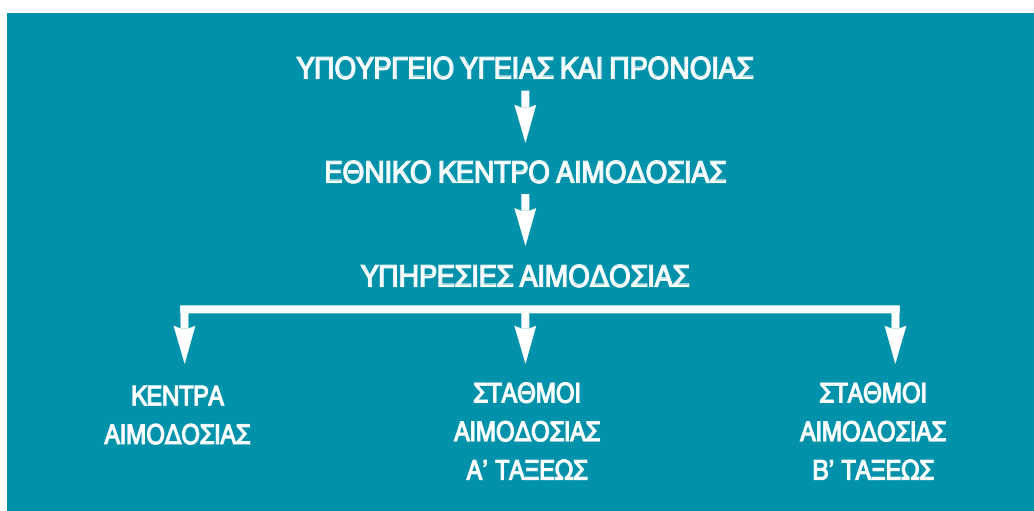 ΥΠΟΥΡΓΕΙΟ ΥΓΕΙΑΣ ΚΑΙ ΠΡΟΝΟΙΑΣ
ΕΘΝΙΚΟ ΚΕΝΤΡΟ ΑΙΜΟΔΟΣΙΑΣ
ΥΠΗΡΕΣΙΕΣ ΑΙΜΟΔΟΣΙΑΣ
ΚΕΝΤΡΑ
ΑΙΜΟΔΟΣΙΑΣ
ΣΤΑΘΜΟΙ
ΑΙΜΟΔΟΣΙΑΣ
Α’ ΤΑΞΕΩΣ
ΣΤΑΘΜΟΙ
ΑΙΜΟΔΟΣΙΑΣ
Β’ ΤΑΞΕΩΣ